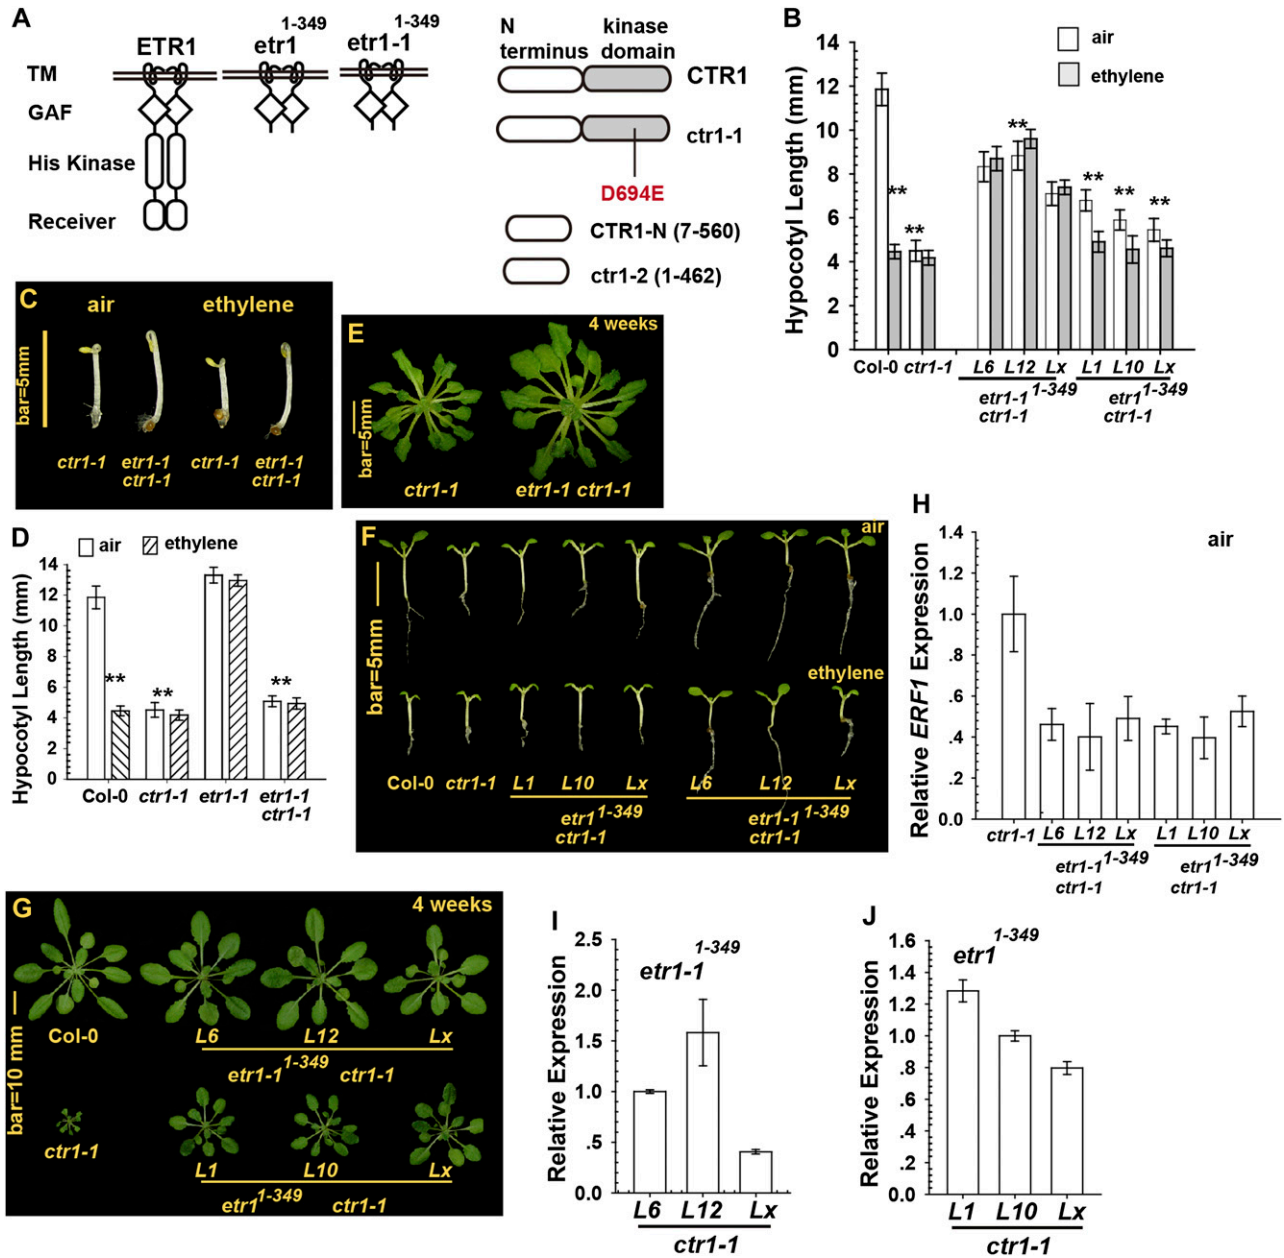 A
ETR1
etr1 1-349
etr1-1 1-349
TM
GAF
His Kinase
Receiver
N
terminus
kinase
domain
CTR1
ctr1-1
D694E
CTR1-N (7-560)
ctr1-2 (1-462)
B
air
ethylene
Hypocotyl Length (mm)
14
12
10
8
6
4
2
0
**
**
**
**
**
**
Col-0 ctr1-1 L6 L12 Lx L1 L10 Lx
etr1-1 1-349
ctr1-1
etr1 1-349
ctr1-1
C
air
ethylene
bar=5mm
ctr1-1
etr1-1
ctr1-1
ctr1-1
etr1-1
ctr1-1
E
4 weeks
bar=5mm
ctr1-1
etr1-1 ctr1-1
D
air
ethylene
Hypocotyl Length (mm)
14
12
10
8
6
4
2
0
**
**
**
Col-0 ctr1-1 etr1-1 etr1-1
ctr1-1
F
air
bar=5mm
ethylene
Col-0 ctr1-1 L1 L10 Lx L6 L12 Lx
etr1 1-349
ctr1-1
etr1-1 1-349
ctr1-1
H
air
Relative ERF1 Expression
1.4
1.2
1.0
.8
.6
.4
.2
0.0
ctr1-1 L6 L12 Lx L1 L10 Lx
etr1-1 1-349
ctr1-1
etr1 1-349
ctr1-1
G
4 weeks
bar=10 mm
Col-0 L6 L12 Lx
etr1-1 1-349 ctr1-1
ctr1-1
L1 L10 Lx
etr1 1-349 ctr1-1
I
etr1-1 1-349
Relative Expression
2.5
2.0
1.5
1.0
.5
0.0
L6 L12 Lx
ctr1-1
J
etr1 1-349
Relative Expression
1.6
1.4
1.2
1.0
.8
.6
.4
.2
0.0
L1 L10 Lx
ctr1-1